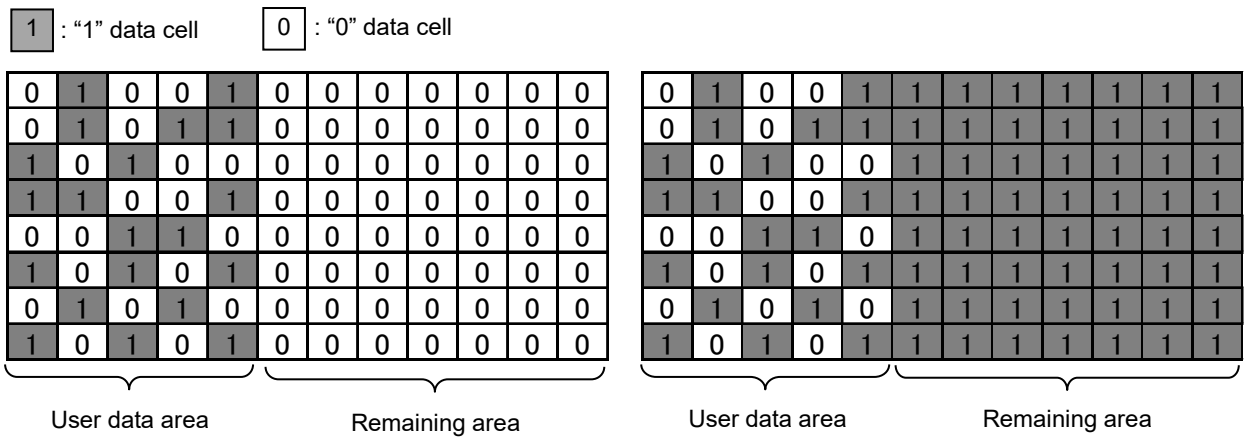 1 : “1” data cell 0 : “0” data cell
0 1 0 0 1 0 0 0 0 0 0 0 0 1 0 0 1 1 1 1 1 1 1 1
0 1 0 1 1 0 0 0 0 0 0 0 0 1 0 1 1 1 1 1 1 1 1 1
1 0 1 0 0 0 0 0 0 0 0 0 1 0 1 0 0 1 1 1 1 1 1 1
1 1 0 0 1 0 0 0 0 0 0 0 1 1 0 0 1 1 1 1 1 1 1 1
0 0 1 1 0 0 0 0 0 0 0 0 0 0 1 1 0 1 1 1 1 1 1 1
1 0 1 0 1 0 0 0 0 0 0 0 1 0 1 0 1 1 1 1 1 1 1 1
0 1 0 1 0 0 0 0 0 0 0 0 0 1 0 1 0 1 1 1 1 1 1 1
1 0 1 0 1 0 0 0 0 0 0 0 1 0 1 0 1 1 1 1 1 1 1 1
User data area Remaining area User data area Remaining area